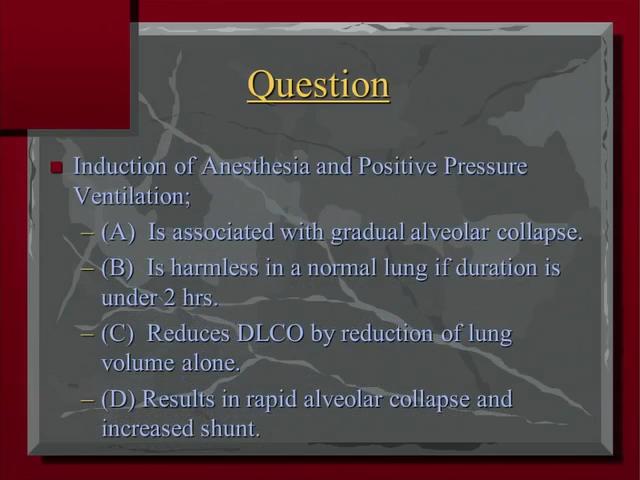 Question
Induction of Anesthesia and Positive Pressure
Ventilation;
– (A) Is associated with gradual alveolar collapse.
– (B) Is harmless in a normal lung if duration is
under 2 hrs.
– (C) Reduces DLCO by reduction of lung
volume alone.
– (D) Results in rapid alveolar collapse and
increased shunt.